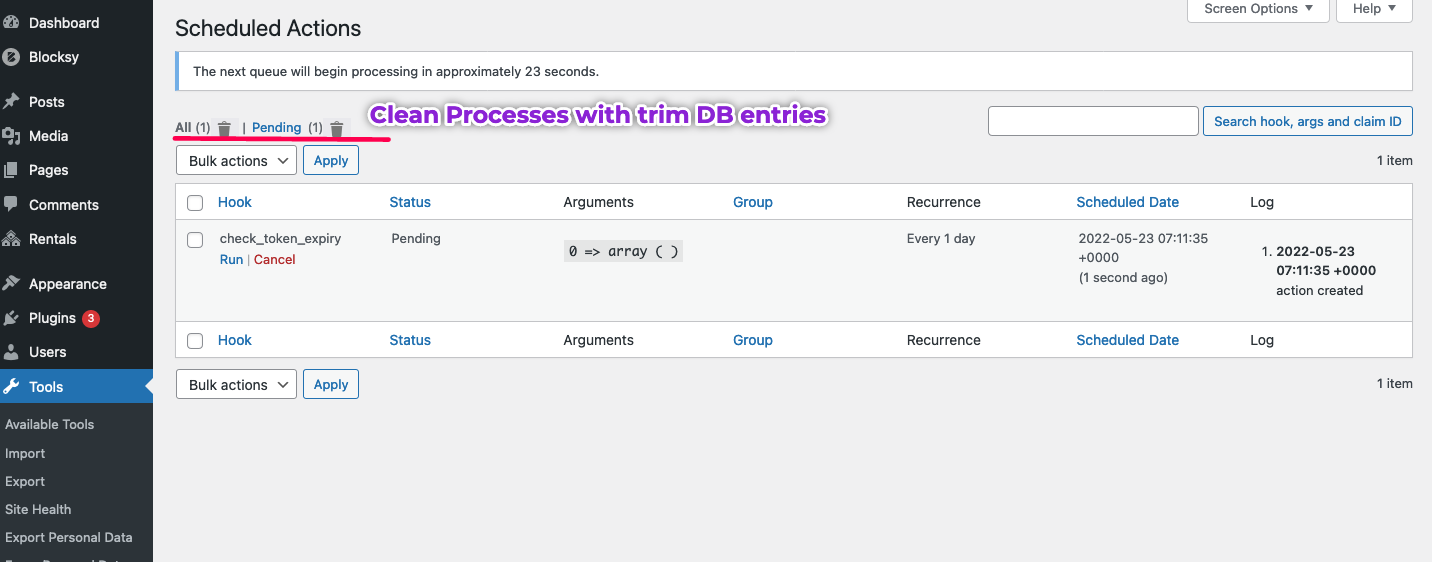 Dashboard
Blocksy
Posts
Media
Pages
Comments
Rentals
Appearance
Plugins 3
Users
Tools
Available Tools
Import
Export
Site Health
Export Personal Data
Screen Options ▼
Help ▼
Scheduled Actions
The next queue will begin processing in approximately 23 seconds.
Clean Processes with trim DB entries
All (1) | Pending (1)
Search hook, args and claim ID
Bulk actions Apply
1 item
Hook Status Arguments Group Recurrence Scheduled Date Log
check_token_expiry Pending 0 => array ( ) Every 1 day 2022-05-23 07:11:35 1. 2022-05-23
Run | Cancel +0000 07:11:35 +0000
(1 second ago) action created
Hook Status Arguments Group Recurrence Scheduled Date Log
Bulk actions Apply
1 item